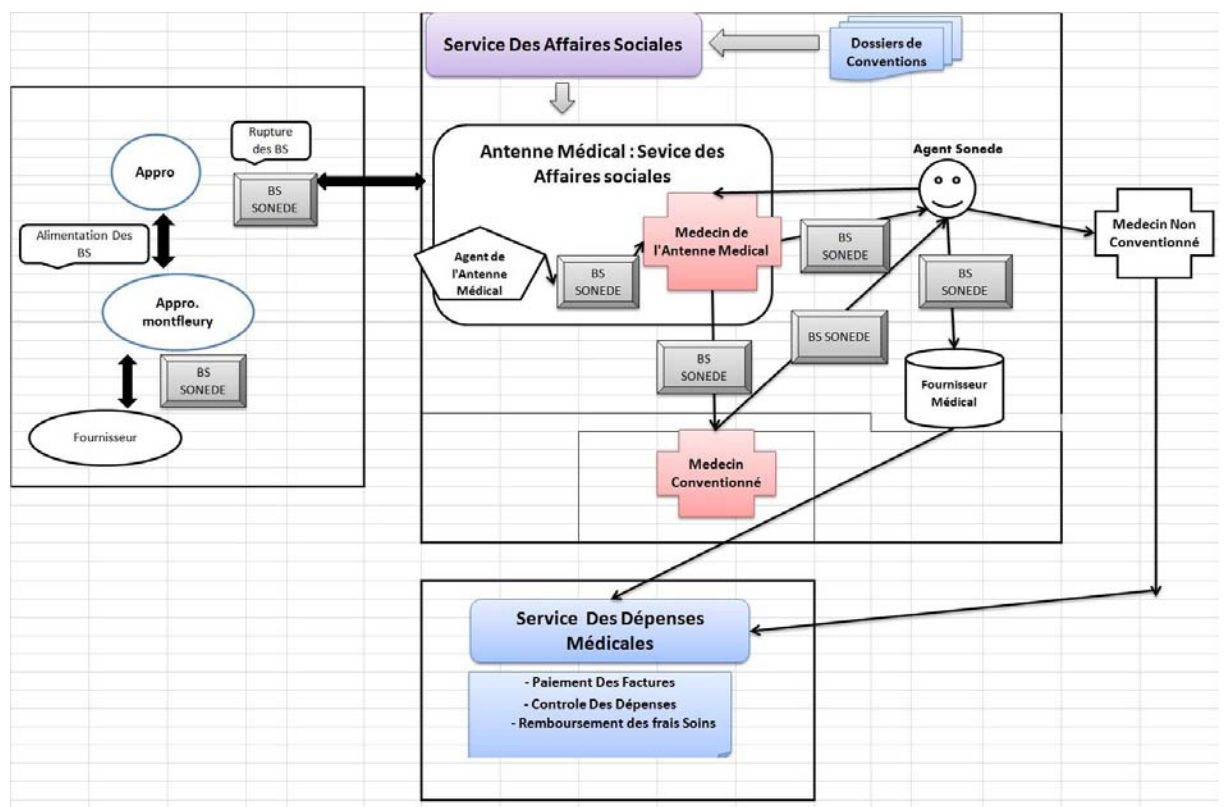 Service Des Affaires Sociales
Dossiers de
Conventions
Rupture
des BS
Appro
BS
SONEDE
Alimentation Des
BS
Appro.
montfleury
BS
SONEDE
Fournisseur
Antenne Médical : Sevice des
Affaires sociales
Agent de
l'Antenne
Médical
BS
SONEDE
Medecin de
l'Antenne Medical
BS
SONEDE
Agent Sonede
BS
SONEDE
Medecin Non
Conventionné
BS
SONEDE
BS SONEDE
Fournisseur
Médical
Medecin
Conventionné
Service Des Dépenses
Médicales
- Paiement Des Factures
- Controle Des Dépenses
- Remboursement des frais Soins